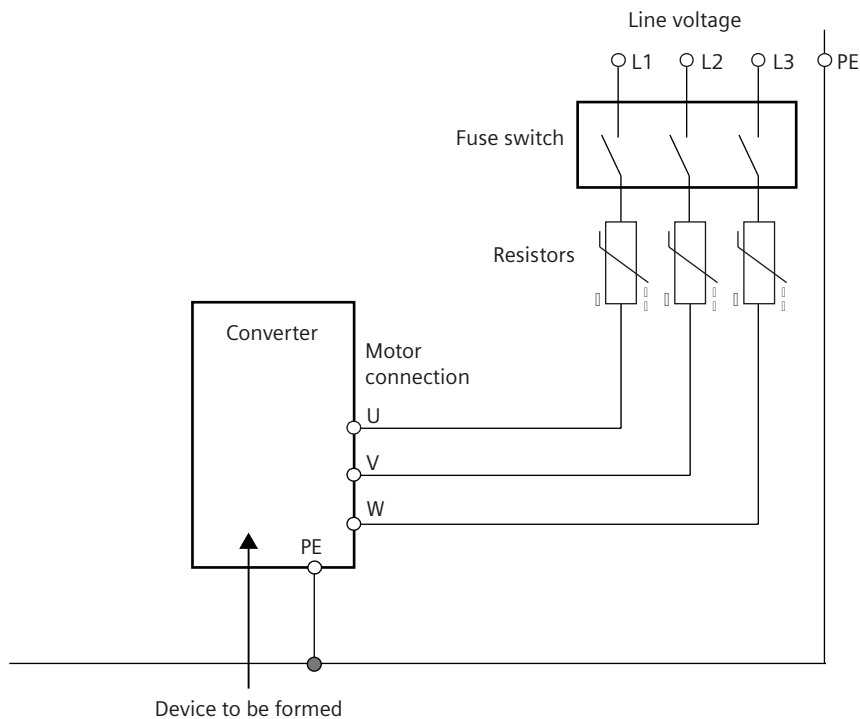 Line voltage
L1
L2
L3
PE
Fuse switch
Resistors
Converter
Motor
connection
U
V
W
PE
Device to be formed